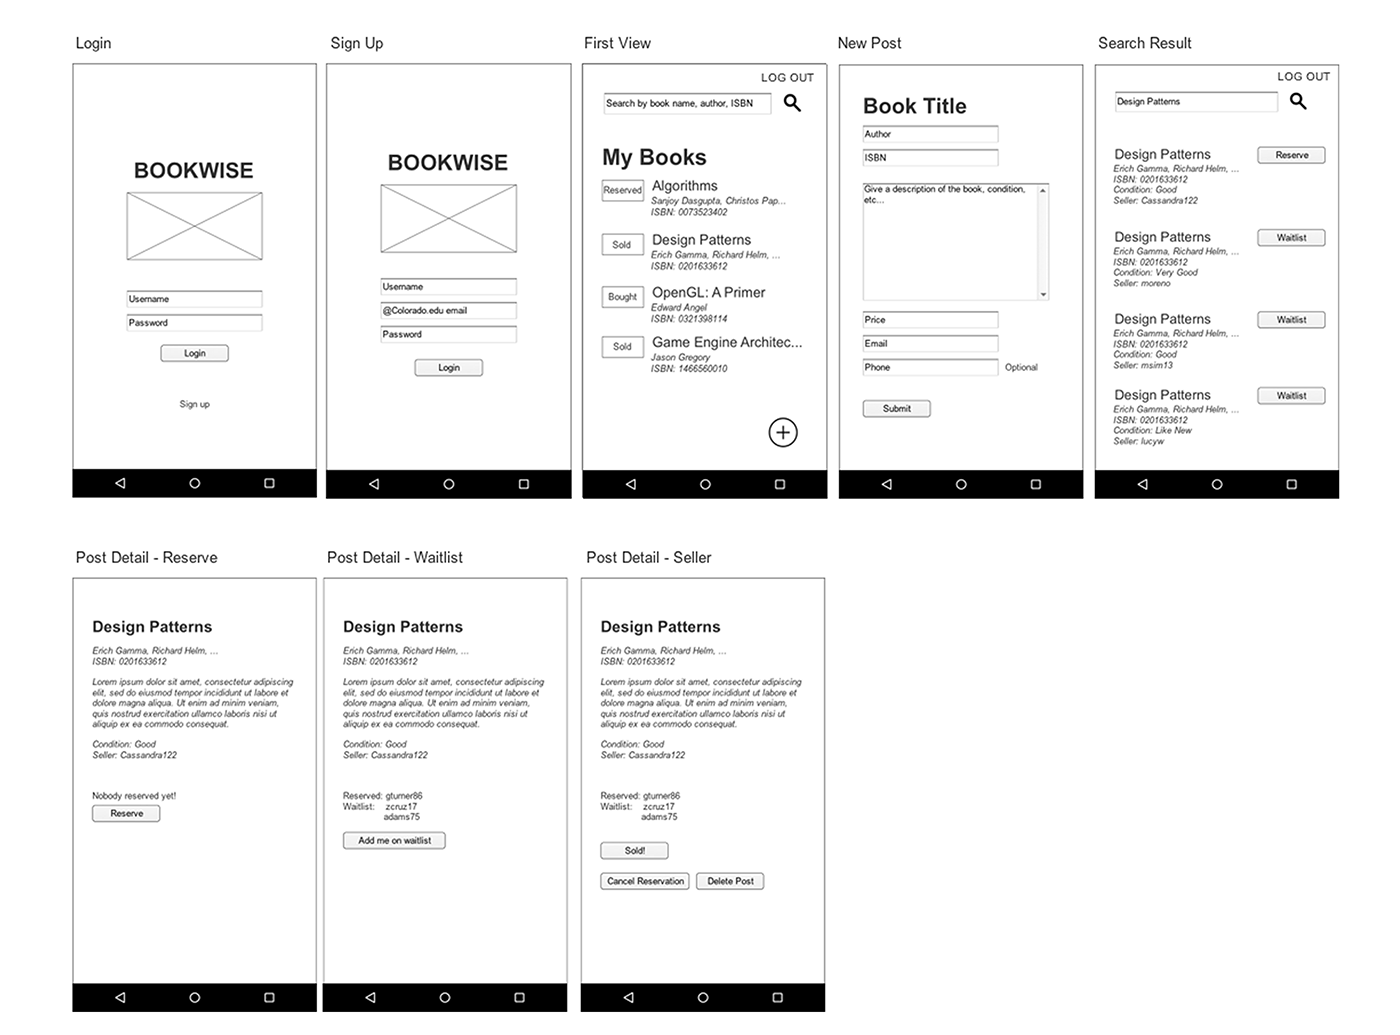 Login
BOOKWISE
Username
Password
Login
Sign up
Sign Up
BOOKWISE
Username
@Colorado.edu email
Password
Login
First View
LOG OUT
Search by book name, author, ISBN
My Books
Reserved
Algorithms
Sanjoy Dasgupta, Christos Pap...
ISBN: 0073523402
Sold
Design Patterns
Erich Gamma, Richard Helm, ...
ISBN: 0201633612
Bought
OpenGL: A Primer
Edward Angel
ISBN: 0321398114
Sold
Game Engine Architec...
Jason Gregory
ISBN: 1466560010
New Post
Book Title
Author
ISBN
Give a description of the book, condition,
etc...
Price
Email
Phone
Optional
Submit
Search Result
LOG OUT
Design Patterns
Design Patterns
Reserve
Erich Gamma, Richard Helm, ...
ISBN: 0201633612
Condition: Good
Seller: Cassandra122
Design Patterns
Waitlist
Erich Gamma, Richard Helm, ...
ISBN: 0201633612
Condition: Very Good
Seller: moreno
Design Patterns
Waitlist
Erich Gamma, Richard Helm, ...
ISBN: 0201633612
Condition: Good
Seller: msim13
Design Patterns
Waitlist
Erich Gamma, Richard Helm, ...
ISBN: 0201633612
Condition: Like New
Seller: lucyw
Post Detail - Reserve
Design Patterns
Erich Gamma, Richard Helm, ...
ISBN: 0201633612
Lorem ipsum dolor sit amet, consectetur adipiscing
elit, sed do eiusmod tempor incididunt ut labore et
dolore magna aliqua. Ut enim ad minim veniam,
quis nostrud exercitation ullamco laboris nisi ut
aliquip ex ea commodo consequat.
Condition: Good
Seller: Cassandra122
Nobody reserved yet!
Reserve
Post Detail - Waitlist
Design Patterns
Erich Gamma, Richard Helm, ...
ISBN: 0201633612
Lorem ipsum dolor sit amet, consectetur adipiscing
elit, sed do eiusmod tempor incididunt ut labore et
dolore magna aliqua. Ut enim ad minim veniam,
quis nostrud exercitation ullamco laboris nisi ut
aliquip ex ea commodo consequat.
Condition: Good
Seller: Cassandra122
Reserved: gturner86
Waitlist: zcruz17
adams75
Add me on waitlist
Post Detail - Seller
Design Patterns
Erich Gamma, Richard Helm, ...
ISBN: 0201633612
Lorem ipsum dolor sit amet, consectetur adipiscing
elit, sed do eiusmod tempor incididunt ut labore et
dolore magna aliqua. Ut enim ad minim veniam,
quis nostrud exercitation ullamco laboris nisi ut
aliquip ex ea commodo consequat.
Condition: Good
Seller: Cassandra122
Reserved: gturner86
Waitlist: zcruz17
adams75
Sold!
Cancel Reservation
Delete Post